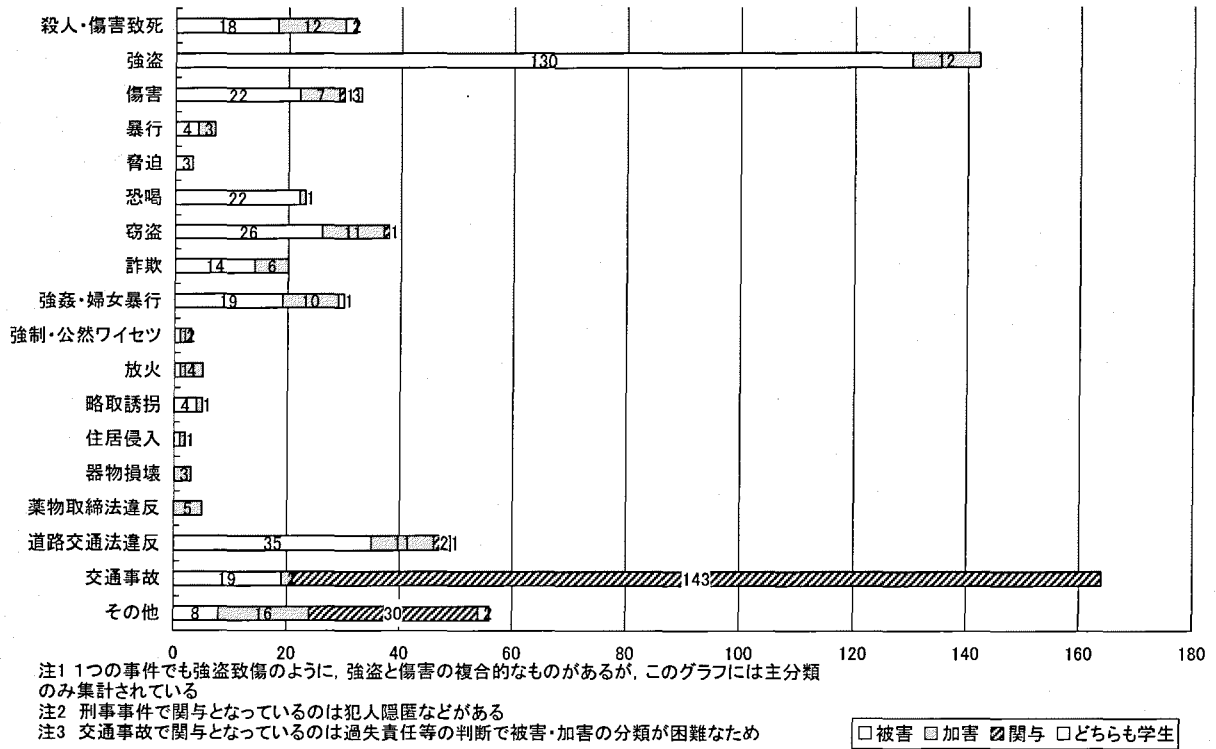 殺人・傷害致死 18 12 2
強盗 130 12
傷害 22 7 1 3
暴行 4 3
脅迫 3
恐喝 22 1
窃盗 26 11 1
詐欺 14 6
強姦・婦女暴行 19 10 1
強制・公然ワイセツ 1 2
放火 1 4
略取誘拐 4 1
住居侵入 1 1
器物損壊 3
薬物取締法違反 5
道路交通法違反 35 11 2 1
交通事故 19 2 143
その他 8 16 30 2
0 20 40 60 80 100 120 140 160 180
注1 1つの事件でも強盗致傷のように, 強盗と傷害の複合的なものがあるが, このグラフには主分類
のみ集計されている
注2 刑事事件で関与となっているのは犯人隠匿などがある
注3 交通事故で関与となっているのは過失責任等の判断で被害・加害の分類が困難なため
被害 加害 関与 どちらも学生